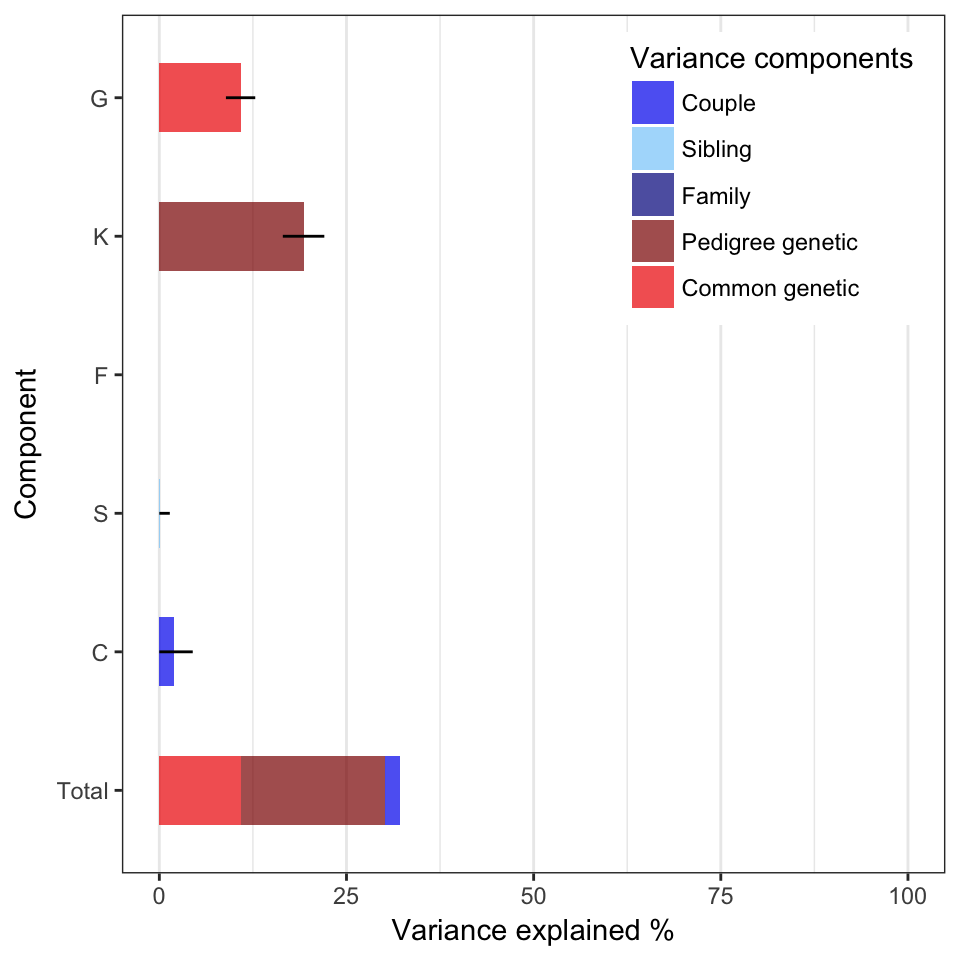 Variance components
Couple
Sibling
Family
Pedigree genetic
Common genetic
G
K
F
S
C
Total
Component
0 25 50 75 100
Variance explained %